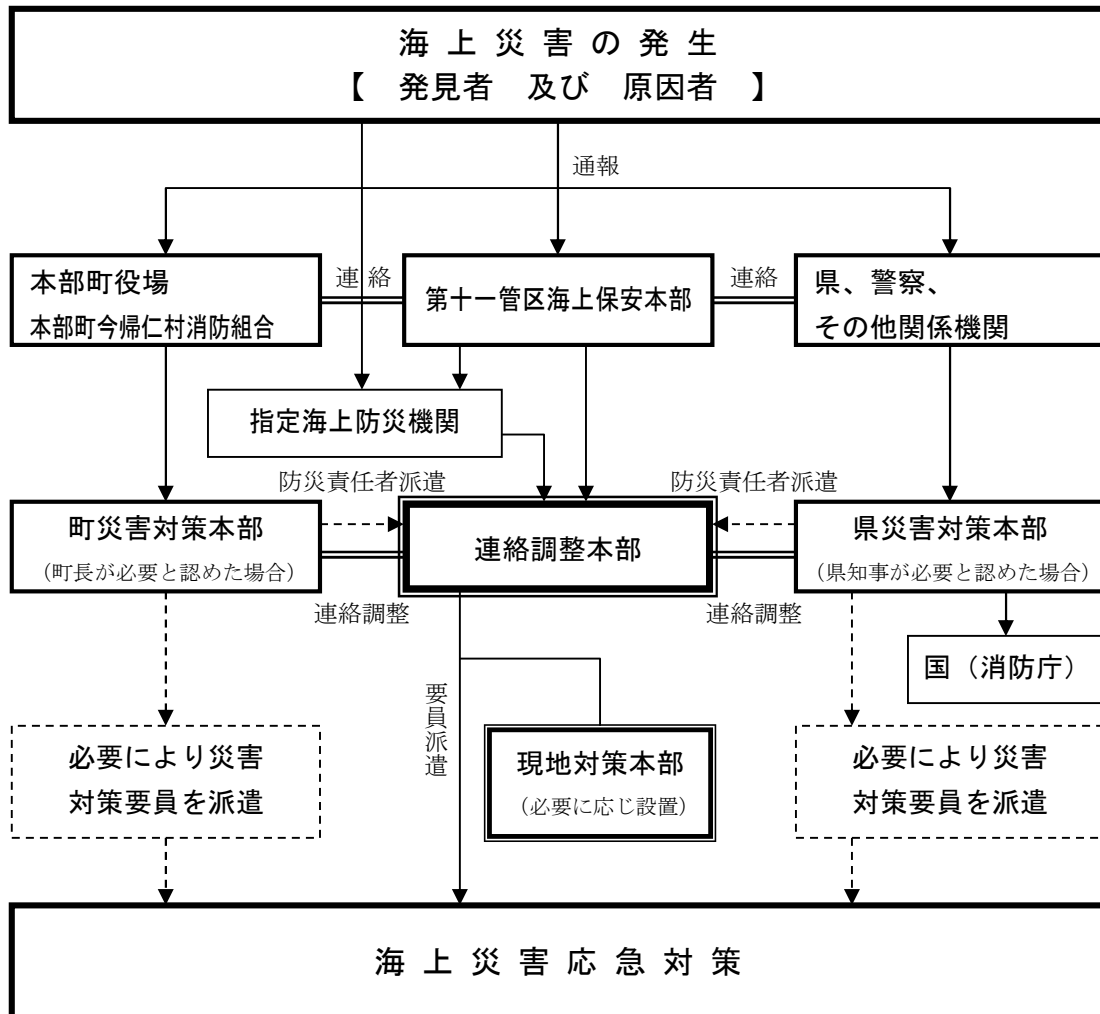 海上災害の発生
【 発見者 及び 原因者 】
通報
本部町役場
本部町今帰仁村消防組合
連絡
第十一管区海上保安本部
連絡
県、警察、
その他関係機関
指定海上防災機関
防災責任者派遣
防災責任者派遣
町災害対策本部
(町長が必要と認めた場合)
連絡調整本部
県災害対策本部
(県知事が必要と認めた場合)
連絡調整
連絡調整
国(消防庁)
要員派遣
必要により災害
対策要員を派遣
現地対策本部
(必要に応じ設置)
必要により災害
対策要員を派遣
海上災害応急対策